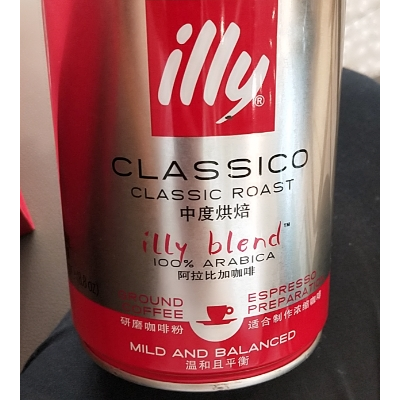 illy®
CLASSICO
CLASSIC ROAST
中度烘焙
illy blend™
100% ARABICA
阿拉比加咖啡
GROUND COFFEE
研磨咖啡粉
ESPRESSO PREPARATION
适合制作浓缩咖啡
MILD AND BALANCED
温和且平衡